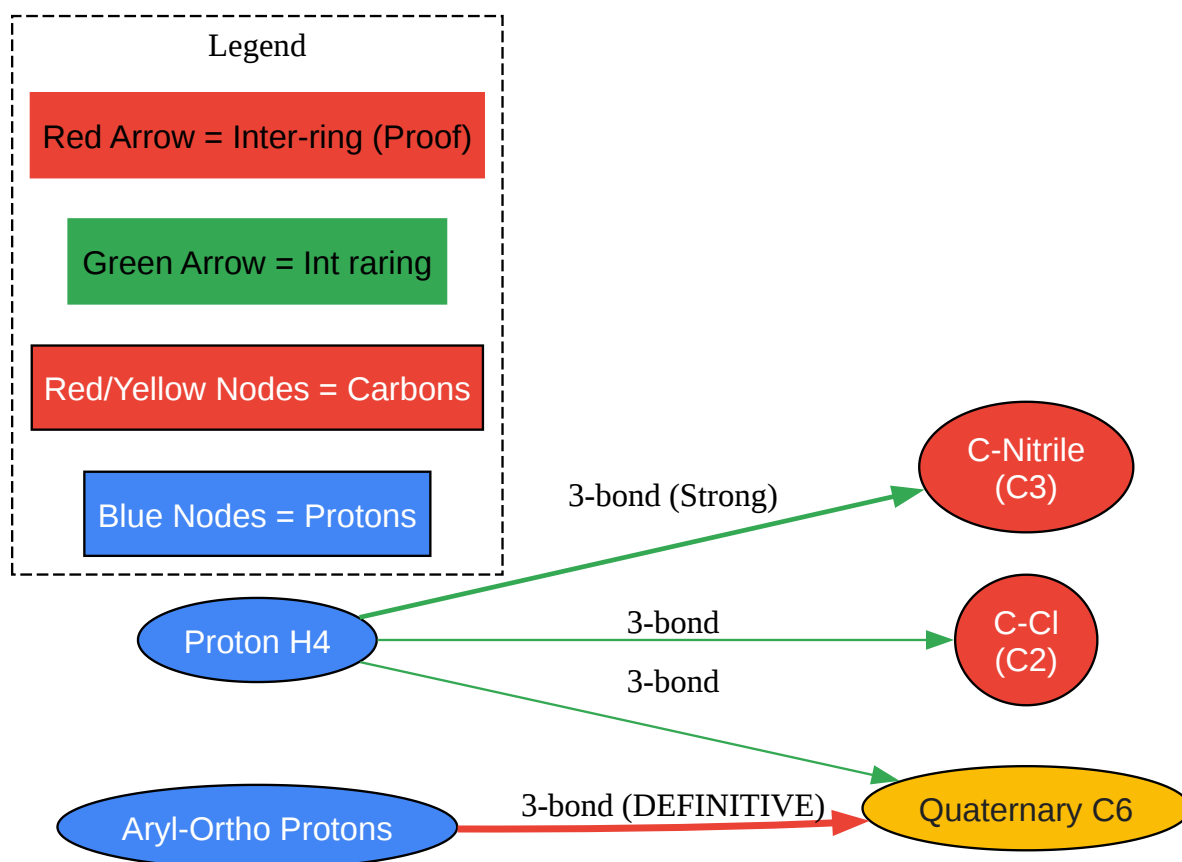 Legend
Red Arrow = Inter-ring (Proof)
Green Arrow = Int raring
Red/Yellow Nodes = Carbons
Blue Nodes = Protons
3-bond (Strong)
C-Nitrile
(C3)
Proton H4
3-bond
C-Cl
(C2)
3-bond
Aryl-Ortho Protons
3-bond (DEFINITIVE)
Quaternary C6